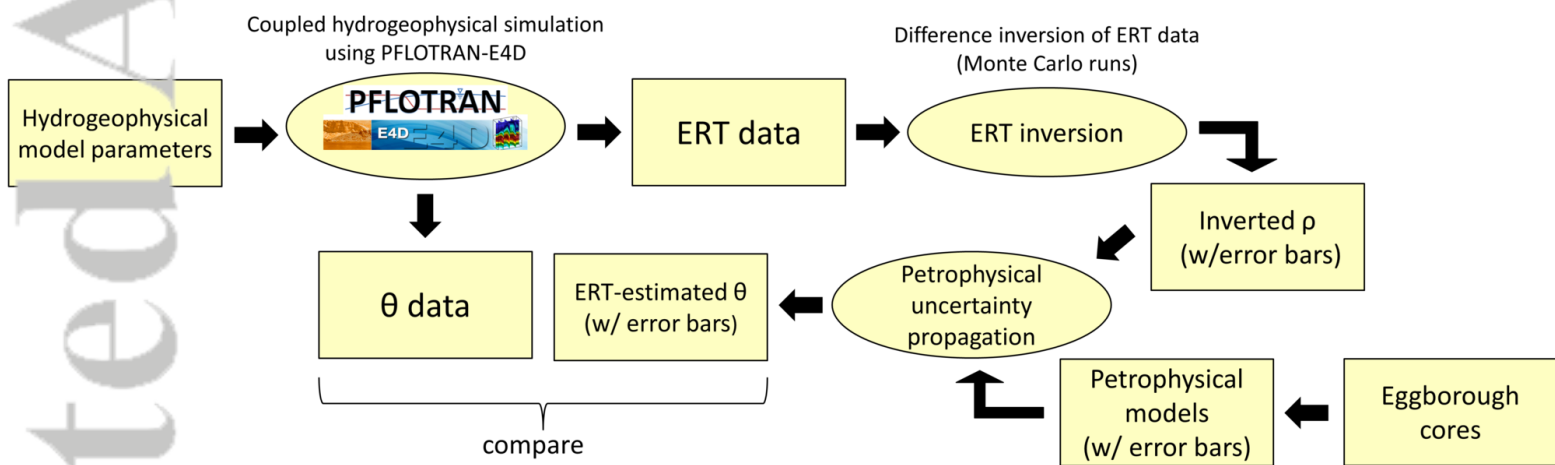 Coupled hydrogeophysical simulation
using PFLOTRAN-E4D
Difference inversion of ERT data
(Monte Carlo runs)
Hydrogeophysical
model parameters
PFLOTRAN
E4D
ERT data
ERT inversion
Inverted ρ
(w/error bars)
θ data
ERT-estimated θ
(w/ error bars)
Petrophysical
uncertainty
propagation
Petrophysical
models
(w/ error bars)
Eggborough
cores
compare
ted A